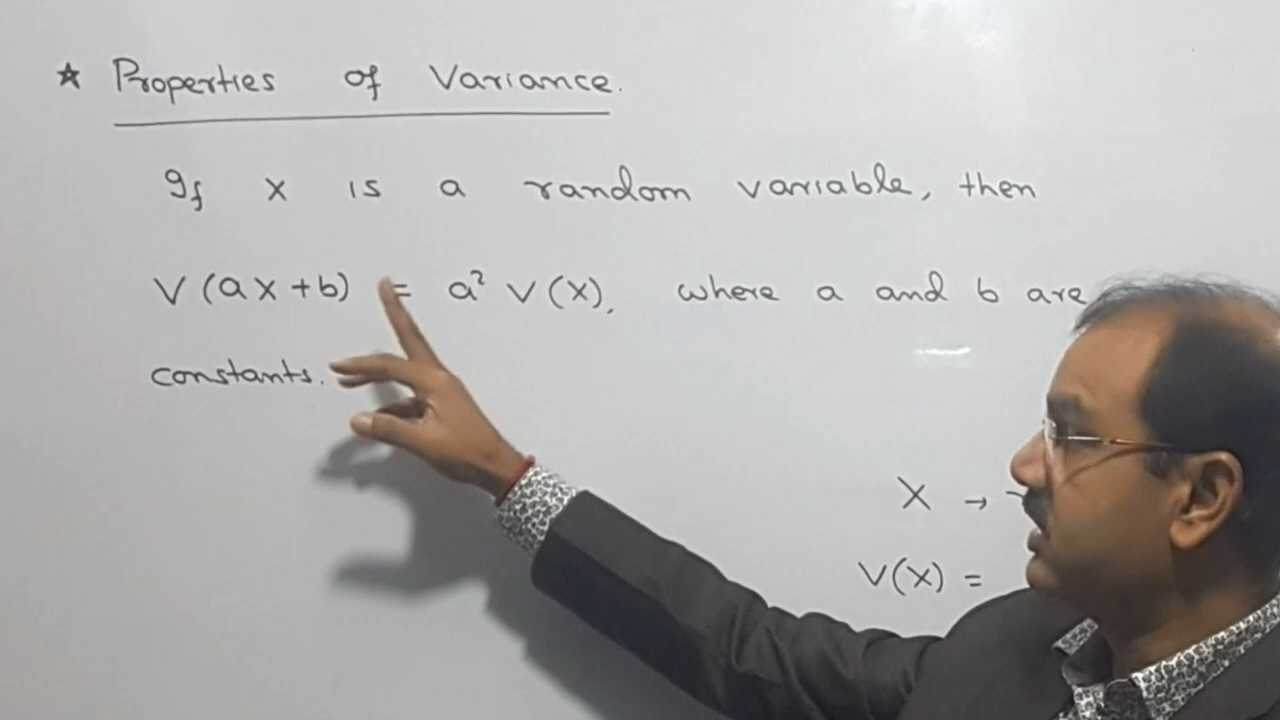 * Properties of Variance.
If X is a random variable, then
V(aX+b) = a² V(X), where a and b are
constants.
X →
V(X) =